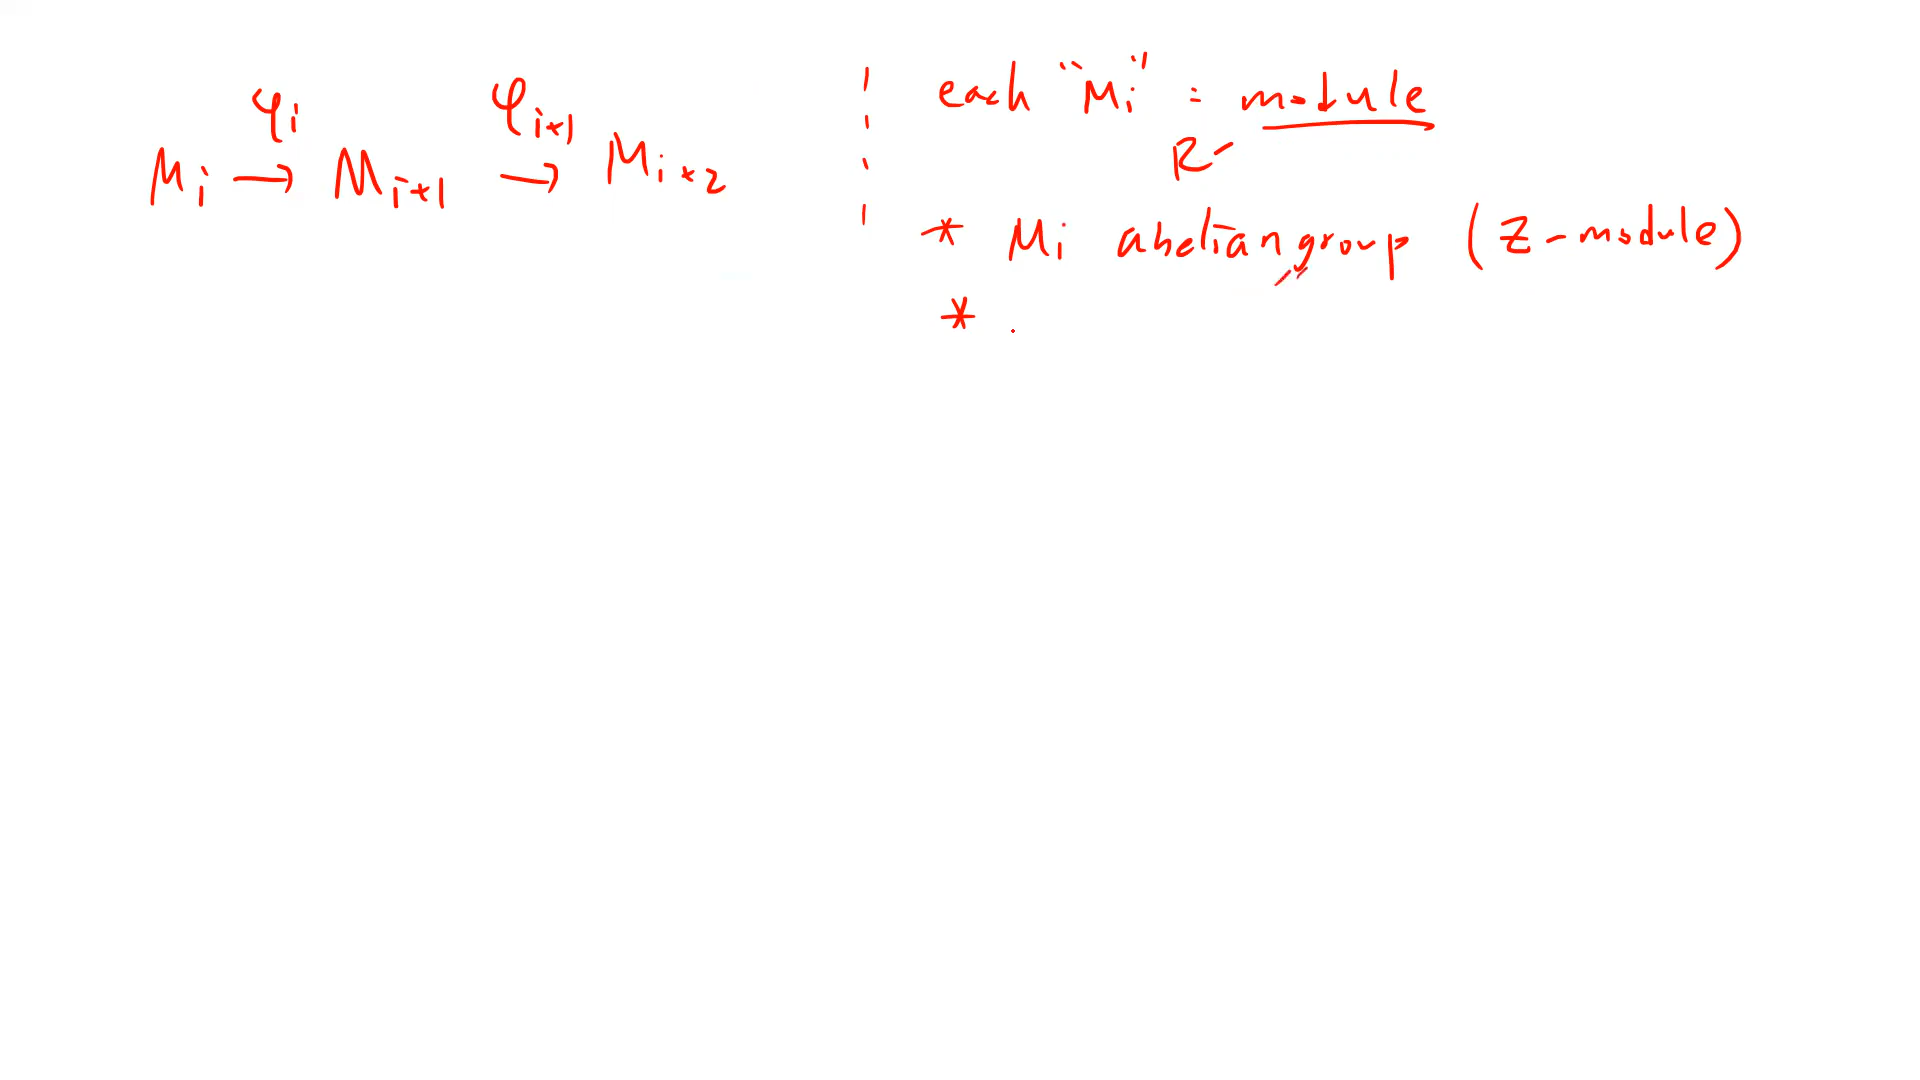 φi φi+1
Mi → Mi+1 → Mi+2
each "Mi" : module
R-
* Mi abelian group (Z-module)
*